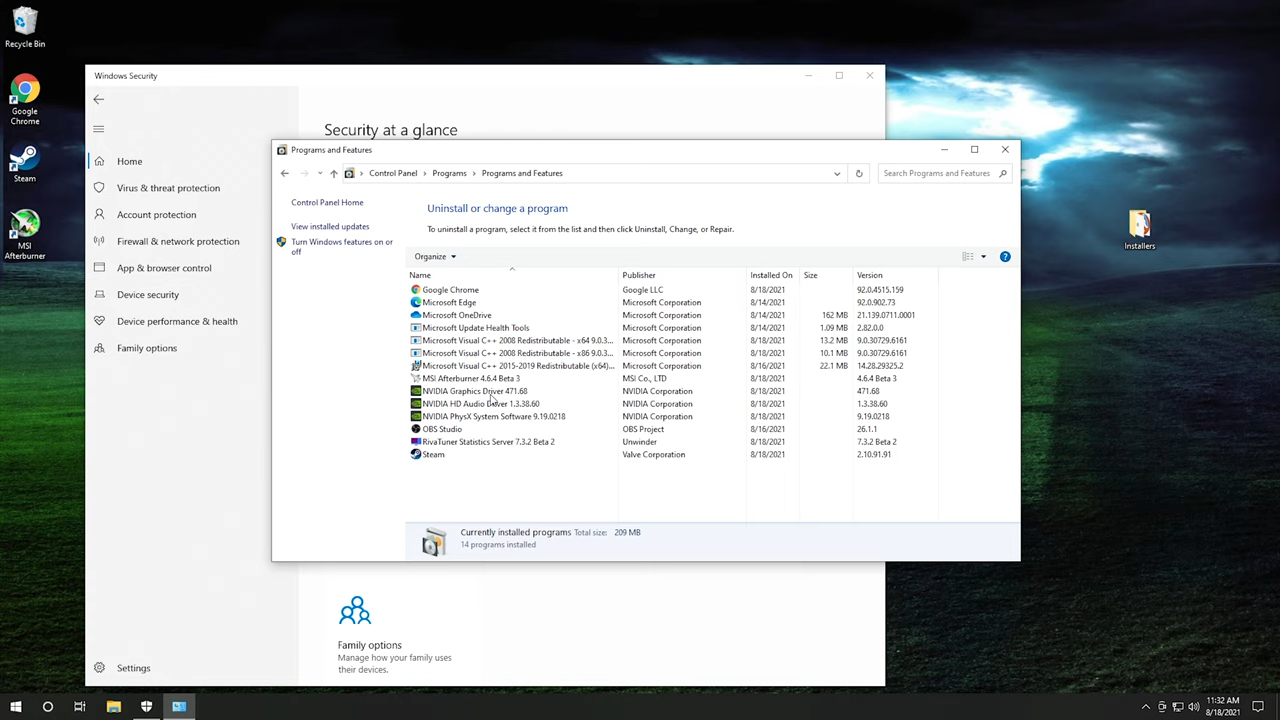 Recycle Bin
Google
Chrome
Steam
MSI
Afterburner
Installers
Windows Security
Home
Virus & threat protection
Account protection
Firewall & network protection
App & browser control
Device security
Device performance & health
Family options
Settings
Security at a glance
Family options
Manage how your family uses
their devices.
Programs and Features
Control Panel Programs Programs and Features
Search Programs and Features
Control Panel Home
View installed updates
Turn Windows features on or
off
Uninstall or change a program
To uninstall a program, select it from the list and then click Uninstall, Change, or Repair.
Organize
Name Publisher Installed On Size Version
Google Chrome Google LLC 8/18/2021 92.0.4515.159
Microsoft Edge Microsoft Corporation 8/14/2021 92.0.902.73
Microsoft OneDrive Microsoft Corporation 8/14/2021 162 MB 21.139.0711.0001
Microsoft Update Health Tools Microsoft Corporation 8/14/2021 1.09 MB 2.82.0.0
Microsoft Visual C++ 2008 Redistributable - x64 9.0.3... Microsoft Corporation 8/18/2021 13.2 MB 9.0.30729.6161
Microsoft Visual C++ 2008 Redistributable - x86 9.0.3... Microsoft Corporation 8/18/2021 10.1 MB 9.0.30729.6161
Microsoft Visual C++ 2015-2019 Redistributable (x64)... Microsoft Corporation 8/16/2021 22.1 MB 14.28.29325.2
MSI Afterburner 4.6.4 Beta 3 MSI Co., LTD 8/18/2021 4.6.4 Beta 3
NVIDIA Graphics Driver 471.68 NVIDIA Corporation 8/18/2021 471.68
NVIDIA HD Audio Driver 1.3.38.60 NVIDIA Corporation 8/18/2021 1.3.38.60
NVIDIA PhysX System Software 9.19.0218 NVIDIA Corporation 8/18/2021 9.19.0218
OBS Studio OBS Project 8/16/2021 26.1.1
RivaTuner Statistics Server 7.3.2 Beta 2 Unwinder 8/18/2021 7.3.2 Beta 2
Steam Valve Corporation 8/18/2021 2.10.91.91
Currently installed programs Total size: 209 MB
14 programs installed
11:32 AM
8/18/2021